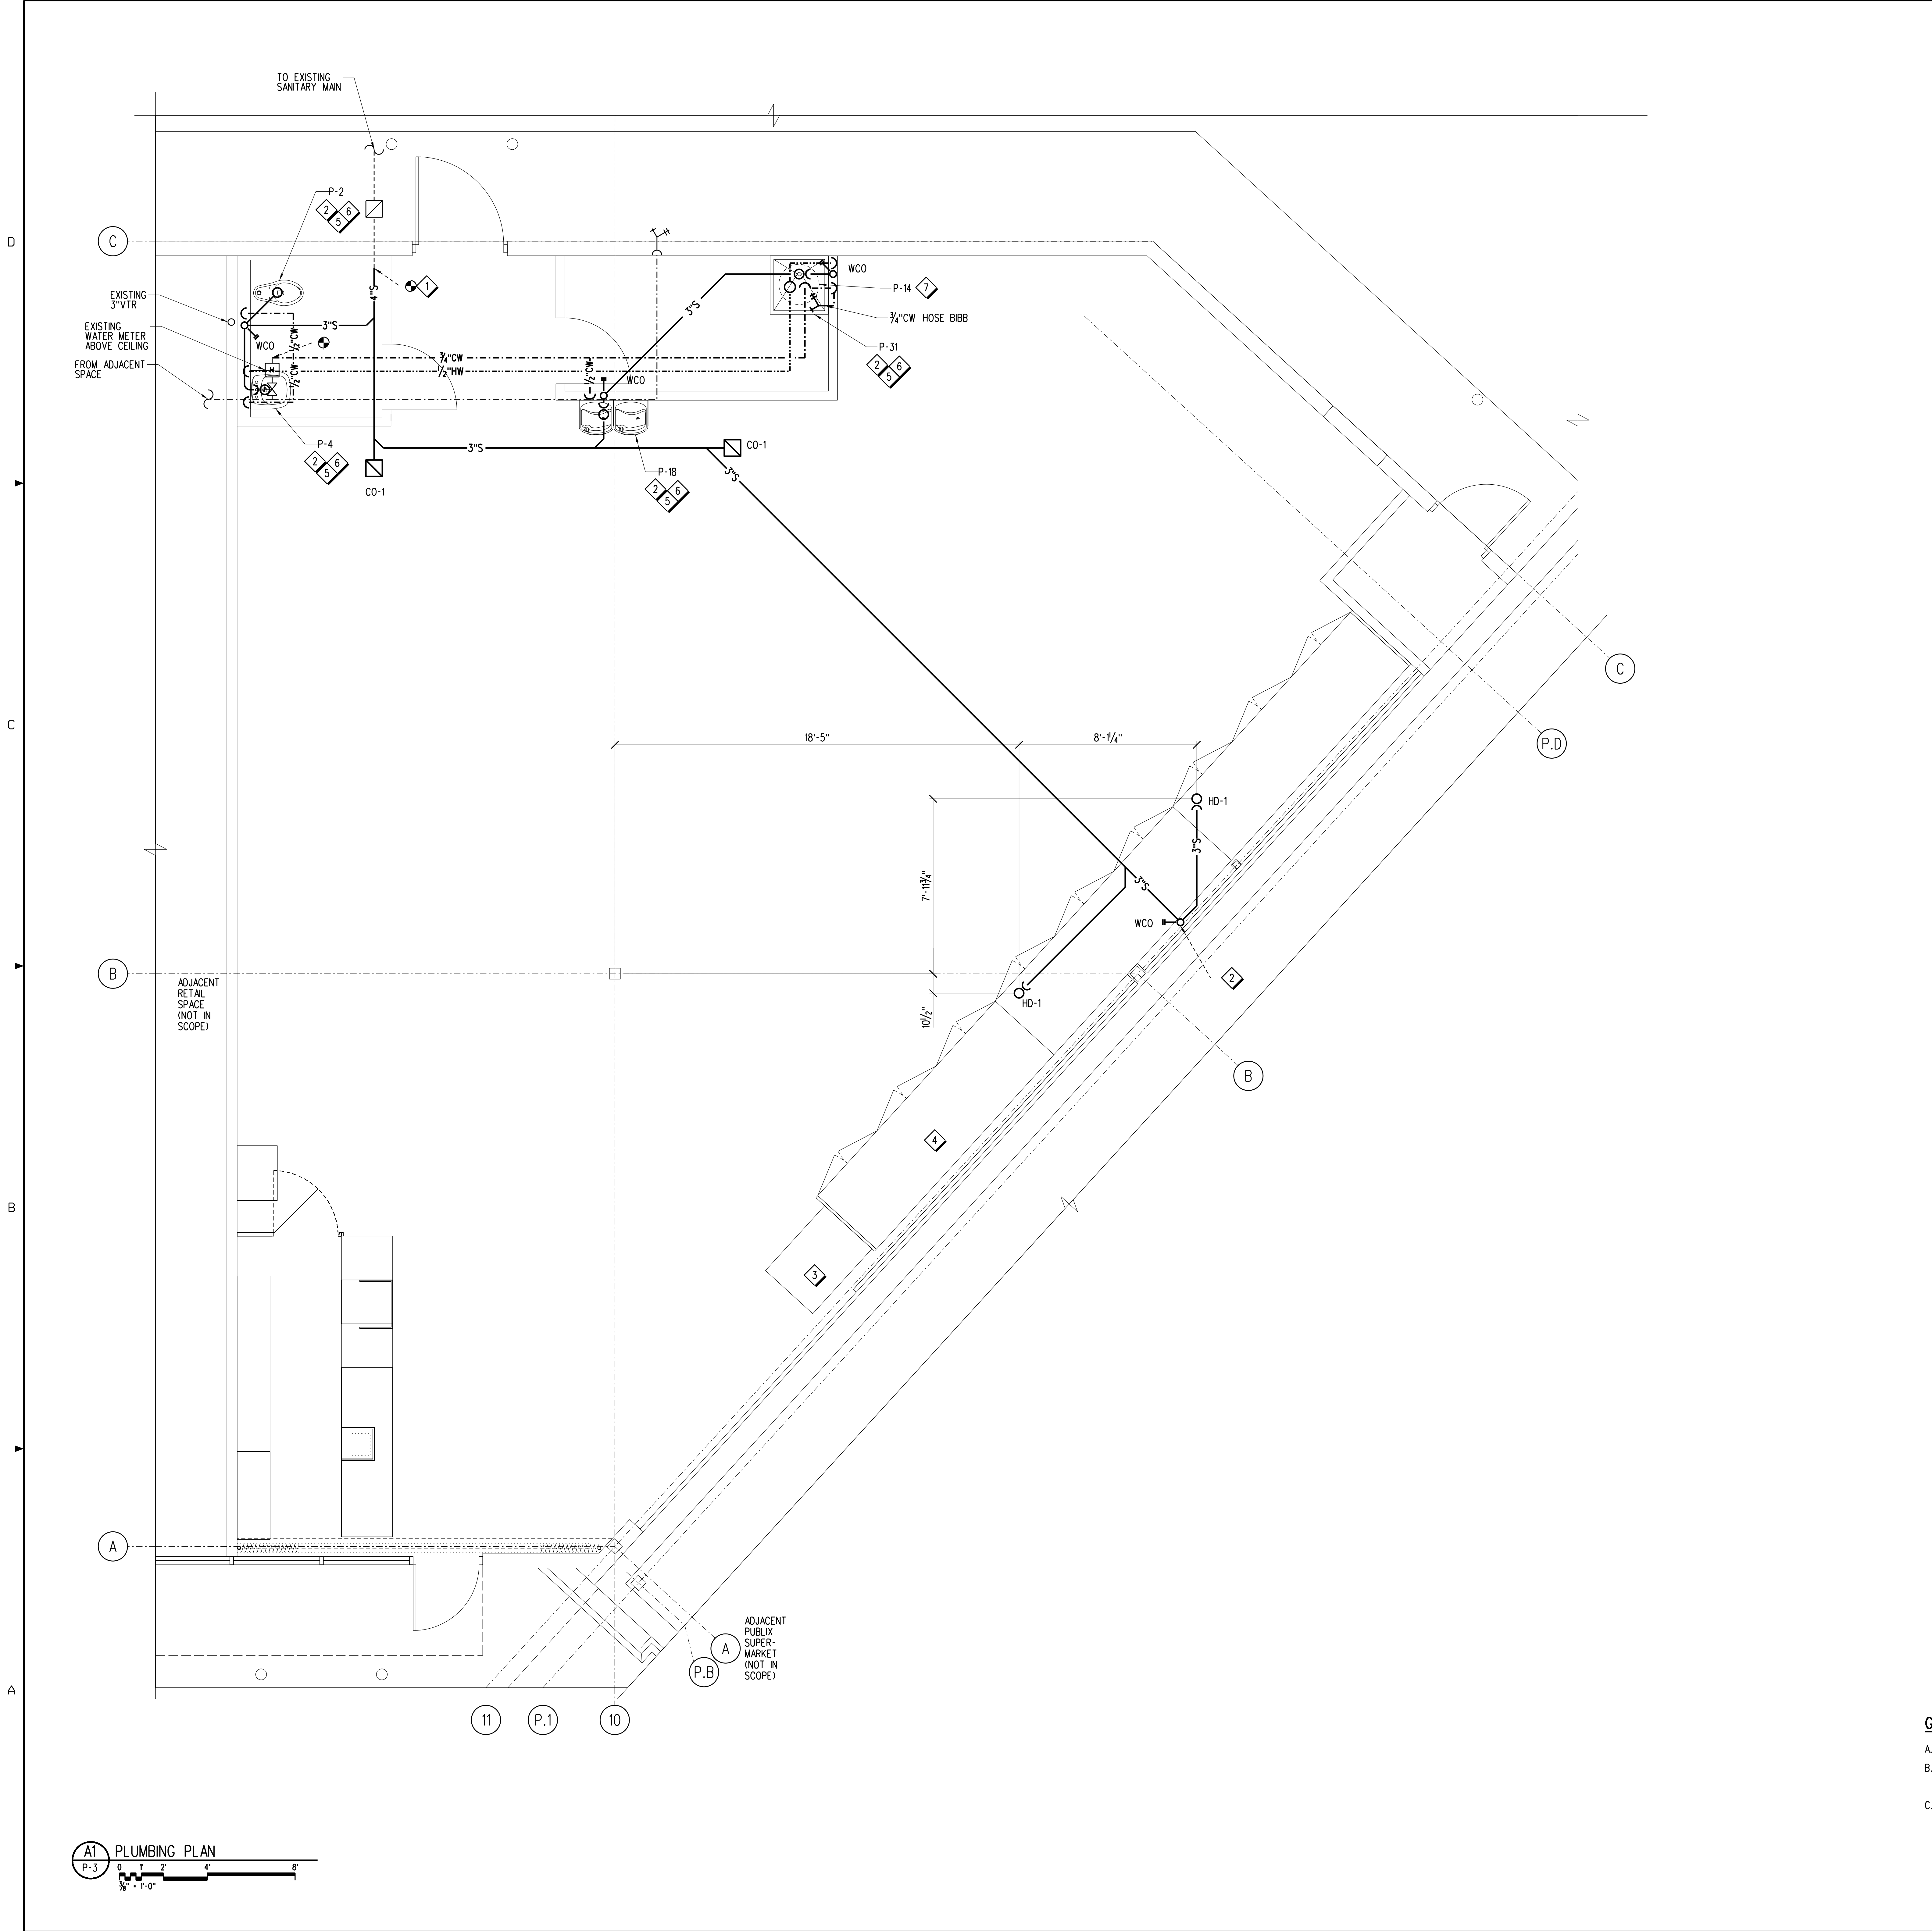 TO EXISTING
SANITARY MAIN
P-2
2
6
5
D
C
4"S
1
WCO
P-14
7
EXISTING
3"VTR
3"S
3"S
¾"CW HOSE BIBB
EXISTING
WATER METER
ABOVE CEILING
WCO
½"CW
M
½"CW
¾"CW
½"HW
½"CW
WCO
P-31
2
6
5
FROM ADJACENT
SPACE
P-4
2
6
5
3"S
CO-1
CO-1
P-18
2
6
5
3"S
C
C
18'-5"
8'-1¼"
P.D
HD-1
3"S
7'-11¾"
3"S
WCO
B
2
HD-1
10½"
ADJACENT
RETAIL
SPACE
(NOT IN
SCOPE)
B
4
B
3
A
ADJACENT
PUBLIX
SUPER-
MARKET
(NOT IN
SCOPE)
A
P.B
A
11
P.1
10
G
A.
B.
C.
A1
P-3
PLUMBING PLAN
0 1' 2' 4' 8'
⅜" = 1'-0"